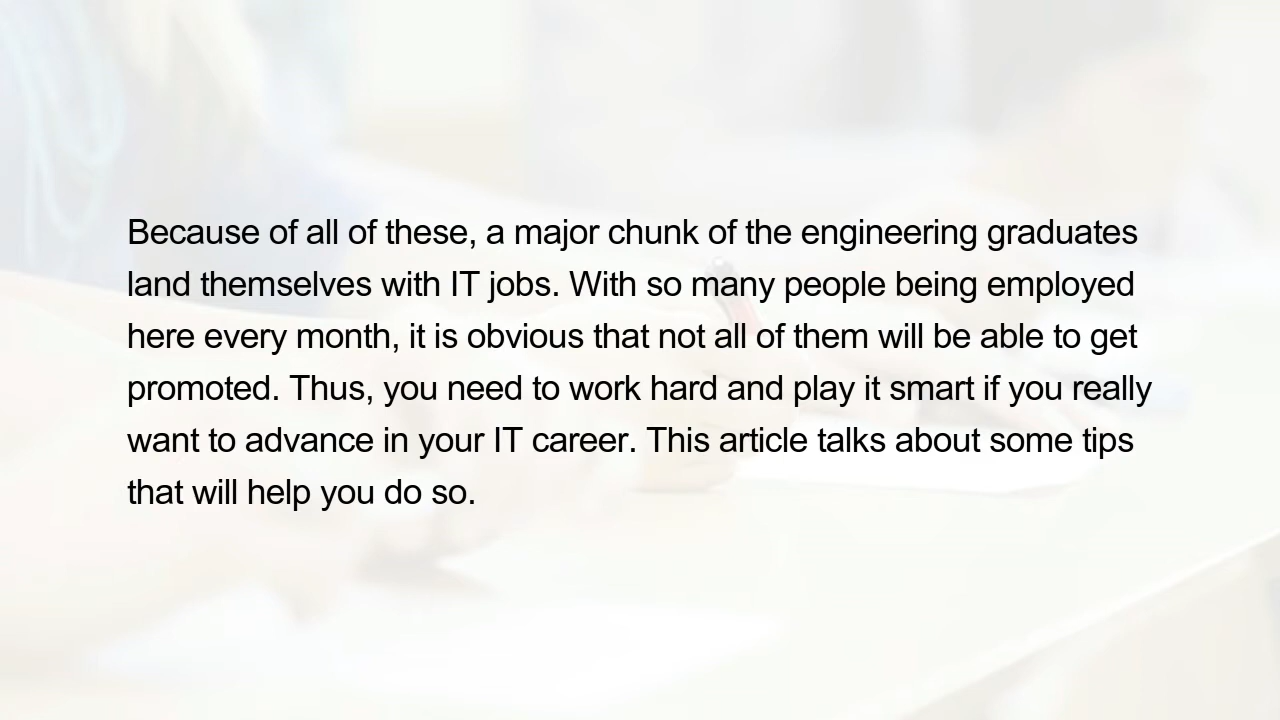 Because of all of these, a major chunk of the engineering graduates
land themselves with IT jobs. With so many people being employed
here every month, it is obvious that not all of them will be able to get
promoted. Thus, you need to work hard and play it smart if you really
want to advance in your IT career. This article talks about some tips
that will help you do so.